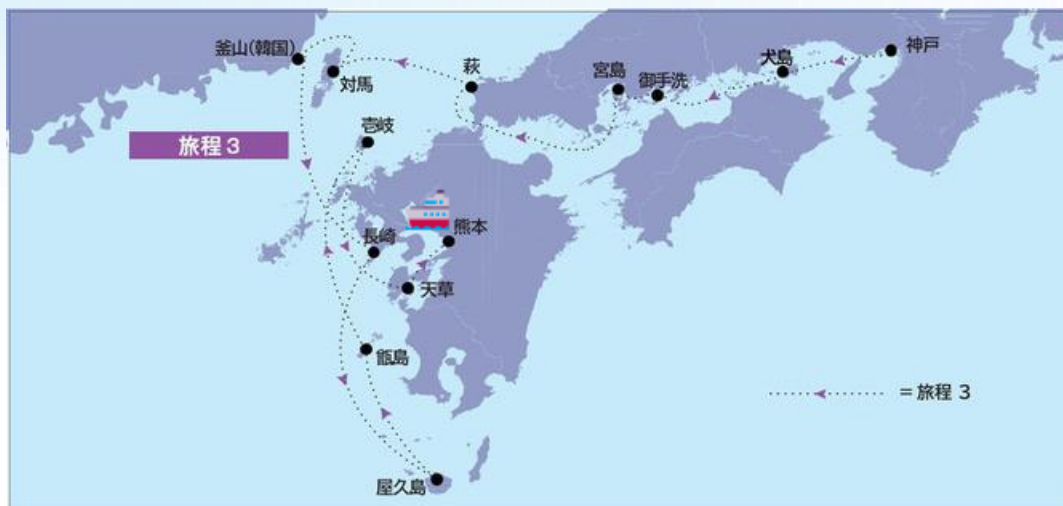 釜山(韓国)
対馬
萩
宮島
御手洗
犬島
神戸
壱岐
旅程 3
長崎
熊本
天草
甑島
屋久島
= 旅程 3